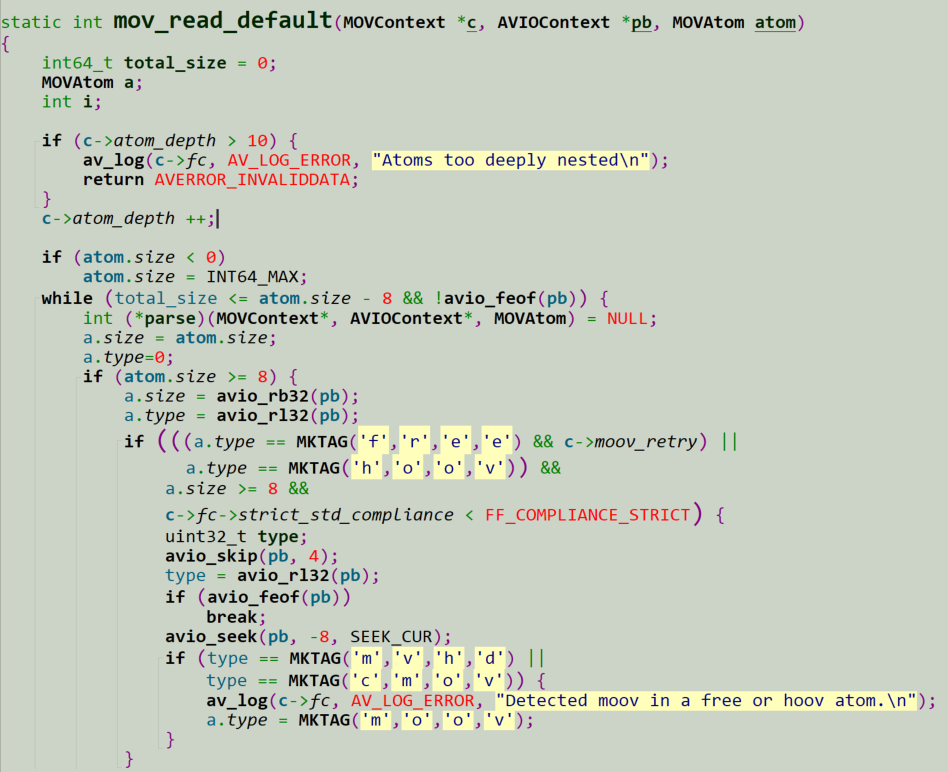 static int mov_read_default(MOVContext *c, AVIOContext *pb, MOVAtom atom)
{
    int64_t total_size = 0;
    MOVAtom a;
    int i;

    if (c->atom_depth > 10) {
        av_log(c->fc, AV_LOG_ERROR, "Atoms too deeply nested\n");
        return AVERROR_INVALIDDATA;
    }
    c->atom_depth ++;

    if (atom.size < 0)
        atom.size = INT64_MAX;
    while (total_size <= atom.size - 8 && !avio_feof(pb)) {
        int (*parse)(MOVContext*, AVIOContext*, MOVAtom) = NULL;
        a.size = atom.size;
        a.type=0;
        if (atom.size >= 8) {
            a.size = avio_rb32(pb);
            a.type = avio_rl32(pb);
            if (((a.type == MKTAG('f','r','e','e') && c->moov_retry) ||
                  a.type == MKTAG('h','o','o','v')) &&
                a.size >= 8 &&
                c->fc->strict_std_compliance < FF_COMPLIANCE_STRICT) {
                uint32_t type;
                avio_skip(pb, 4);
                type = avio_rl32(pb);
                if (avio_feof(pb))
                    break;
                avio_seek(pb, -8, SEEK_CUR);
                if (type == MKTAG('m','v','h','d') ||
                    type == MKTAG('c','m','o','v')) {
                    av_log(c->fc, AV_LOG_ERROR, "Detected moov in a free or hoov atom.\n");
                    a.type = MKTAG('m','o','o','v');
                }
            }